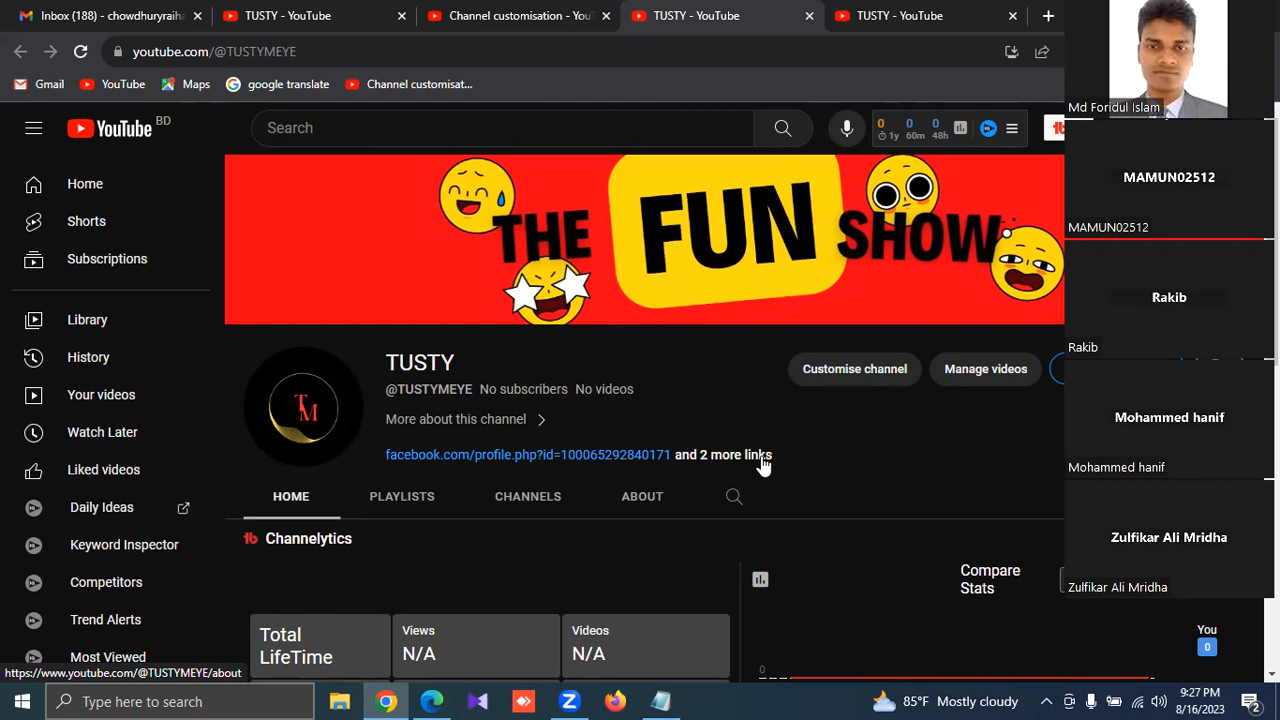 Inbox (188) - chowdhuryraiha
TUSTY - YouTube
Channel customisation - You
TUSTY - YouTube
TUSTY - YouTube
youtube.com/@TUSTYMEYE
Gmail
YouTube
Maps
google translate
Channel customisat...
YouTube BD
Search
0 0 0
1y 60m 48h
Home
Shorts
Subscriptions
Library
History
Your videos
Watch Later
Liked videos
Daily Ideas
Keyword Inspector
Competitors
Trend Alerts
Most Viewed
THE FUN SHOW
TM
TUSTY
@TUSTYMEYE No subscribers No videos
More about this channel
facebook.com/profile.php?id=100065292840171 and 2 more links
Customise channel
Manage videos
HOME
PLAYLISTS
CHANNELS
ABOUT
Channelytics
Total
LifeTime
Views
N/A
Videos
N/A
Compare
Stats
You
0
0
Md Foridul Islam
MAMUN02512
MAMUN02512
Rakib
Rakib
Mohammed hanif
Mohammed hanif
Zulfikar Ali Mridha
Zulfikar Ali Mridha
https://www.youtube.com/@TUSTYMEYE/about
Type here to search
85°F Mostly cloudy
9:27 PM
8/16/2023
2